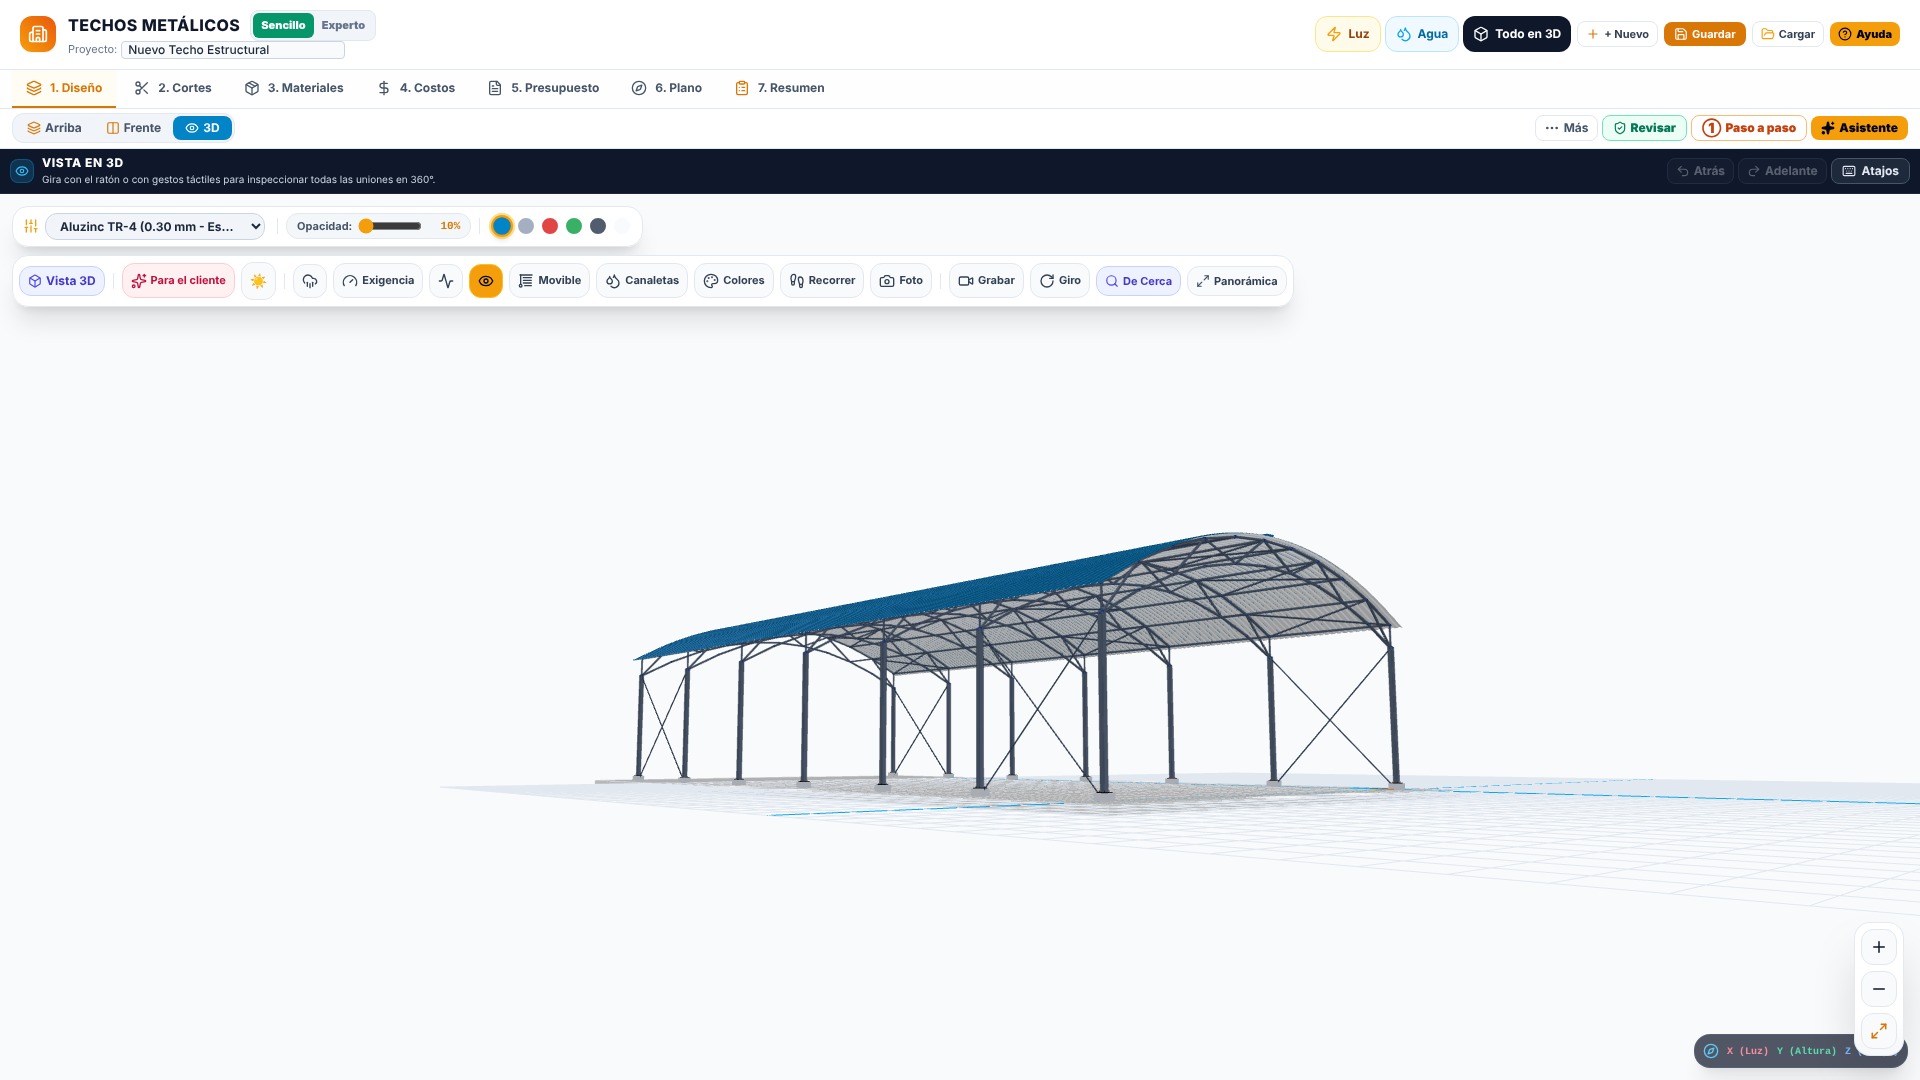 TECHOS METÁLICOS
Sencillo
Experto
Proyecto:
Nuevo Techo Estructural
Luz
Agua
Todo en 3D
+ Nuevo
Guardar
Cargar
Ayuda
1. Diseño
2. Cortes
3. Materiales
4. Costos
5. Presupuesto
6. Plano
7. Resumen
Arriba
Frente
3D
Más
Revisar
1 Paso a paso
Asistente
VISTA EN 3D
Gira con el ratón o con gestos táctiles para inspeccionar todas las uniones en 360°.
Atrás
Adelante
Atajos
Aluzinc TR-4 (0.30 mm - Es...
Opacidad:
10%
Vista 3D
Para el cliente
Exigencia
Movible
Canaletas
Colores
Recorrer
Foto
Grabar
Giro
De Cerca
Panorámica
X (Luz) Y (Altura) Z